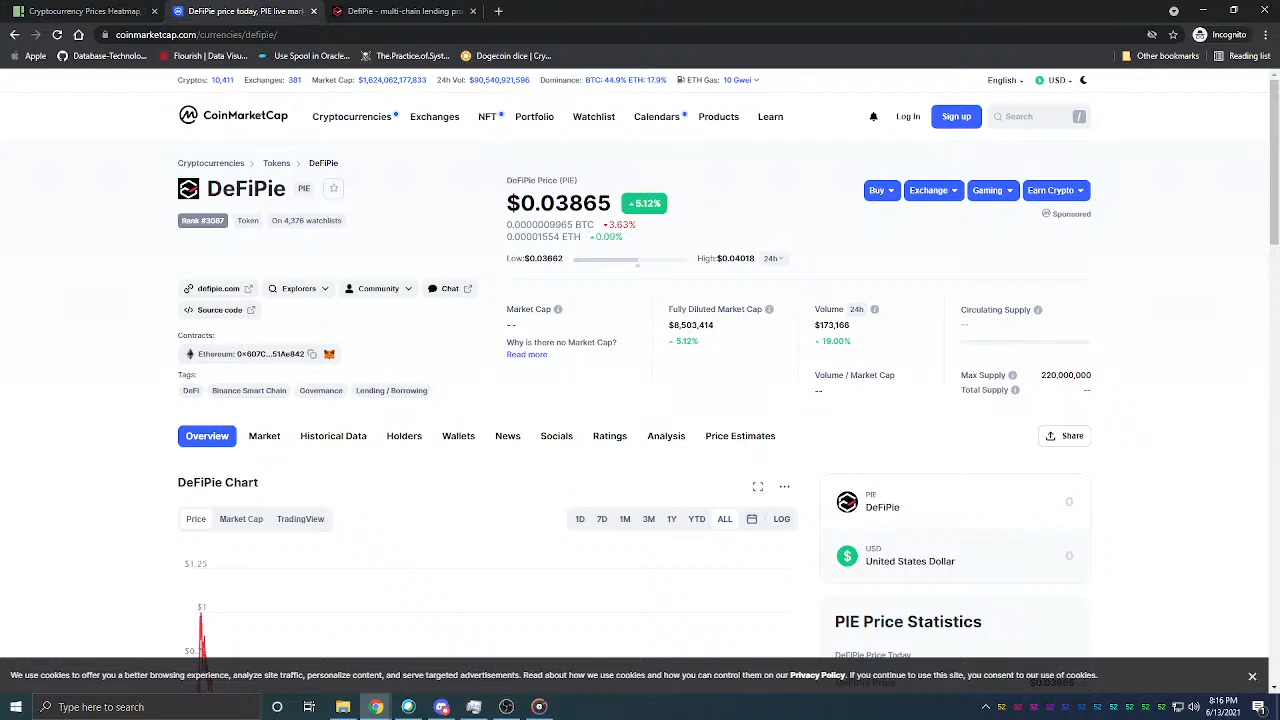 Cryptocurrency Prices Heatmap,
DeFiPie price today, PIE live mark
DeFiPie - multi-chain lending pro
coinmarketcap.com/currencies/defipie/
Incognito
Apple
Database-Technolo...
Flourish | Data Visu...
Use Spool in Oracle...
The Practice of Syst...
Dogecoin dice | Cry...
Other bookmarks
Reading list
Cryptos: 10,411 Exchanges: 381 Market Cap: $1,624,062,177,833 24h Vol: $90,540,921,596 Dominance: BTC: 44.9% ETH: 17.9% ETH Gas: 10 Gwei
English
USD
CoinMarketCap
Cryptocurrencies Exchanges NFT Portfolio Watchlist Calendars Products Learn
Log In
Sign up
Search
/
Cryptocurrencies > Tokens > DeFiPie
DeFiPie PIE
Rank #3087
Token
On 4,376 watchlists
DeFiPie Price (PIE)
$0.03865 5.12%
0.0000009965 BTC 3.63%
0.00001554 ETH 0.09%
Low:$0.03662 High:$0.04018 24h
Buy
Exchange
Gaming
Earn Crypto
Sponsored
defipie.com
Explorers
Community
Chat
Source code
Contracts:
Ethereum: 0x607C...51Ae842
Tags:
DeFi
Binance Smart Chain
Governance
Lending / Borrowing
Market Cap
--
Why is there no Market Cap?
Read more
Fully Diluted Market Cap
$8,503,414
5.12%
Volume 24h
$173,166
19.00%
Volume / Market Cap
--
Circulating Supply
--
Max Supply 220,000,000
Total Supply --
Overview Market Historical Data Holders Wallets News Socials Ratings Analysis Price Estimates
Share
DeFiPie Chart
Price Market Cap TradingView
1D 7D 1M 3M 1Y YTD ALL LOG
$1.25
$1
PIE
DeFiPie
0
USD
United States Dollar
0
PIE Price Statistics
DeFiPie Price Today
We use cookies to offer you a better browsing experience, analyze site traffic, personalize content, and serve targeted advertisements. Read about how we use cookies and how you can control them on our Privacy Policy. If you continue to use this site, you consent to our use of cookies.
Type here to search
8:16 PM
6/13/2021